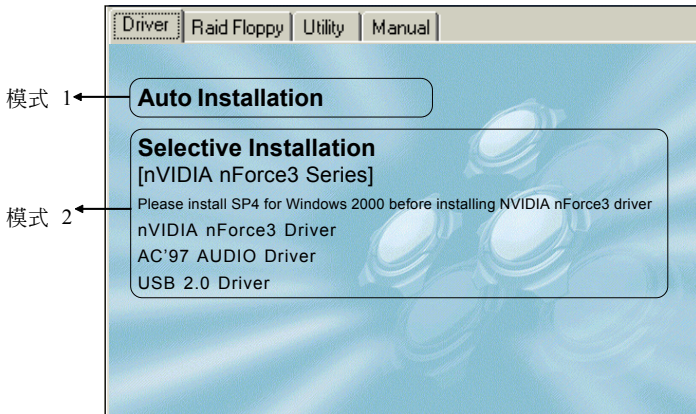 Driver Raid Floppy Utility Manual
模式 1
Auto Installation
Selective Installation
[nVIDIA nForce3 Series]
Please install SP4 for Windows 2000 before installing NVIDIA nForce3 driver
模式 2
nVIDIA nForce3 Driver
AC'97 AUDIO Driver
USB 2.0 Driver